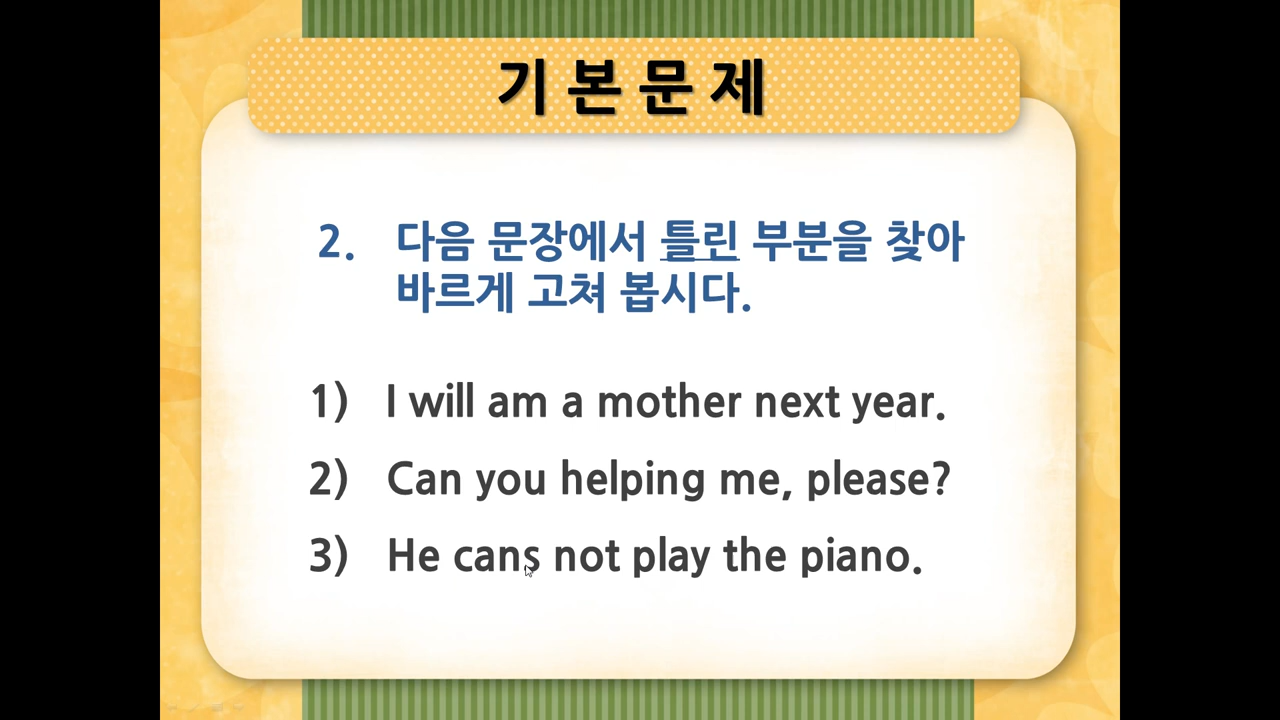 기본문제
2. 다음 문장에서 틀린 부분을 찾아
바르게 고쳐 봅시다.
1) I will am a mother next year.
2) Can you helping me, please?
3) He cans not play the piano.